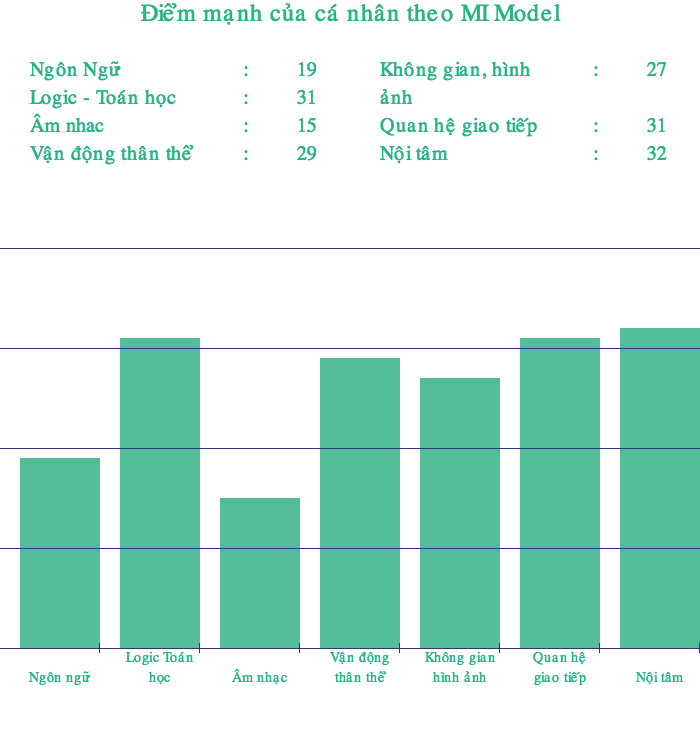 Điểm mạnh của cá nhân theo MI Model
Ngôn Ngữ : 19
Logic - Toán học : 31
Âm nhac : 15
Vận động thân thể : 29
Không gian, hình : 27
ảnh
Quan hệ giao tiếp : 31
Nội tâm : 32
Ngôn ngữ
Logic Toán
học
Âm nhạc
Vận động
thân thể
Không gian
hình ảnh
Quan hệ
giao tiếp
Nội tâm